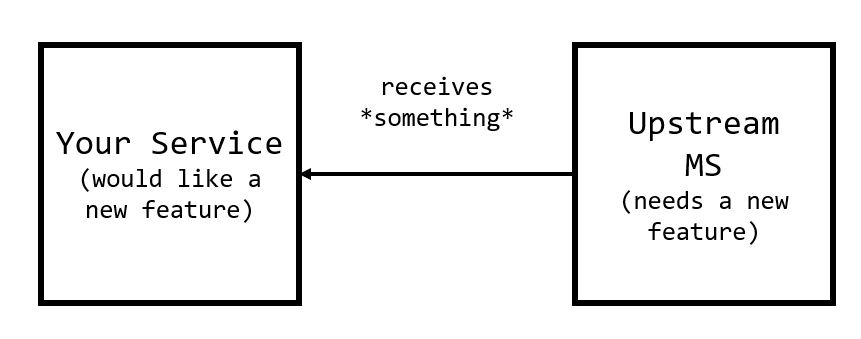 Your Service
(would like a
new feature)
receives
*something*
Upstream
MS
(needs a new
feature)